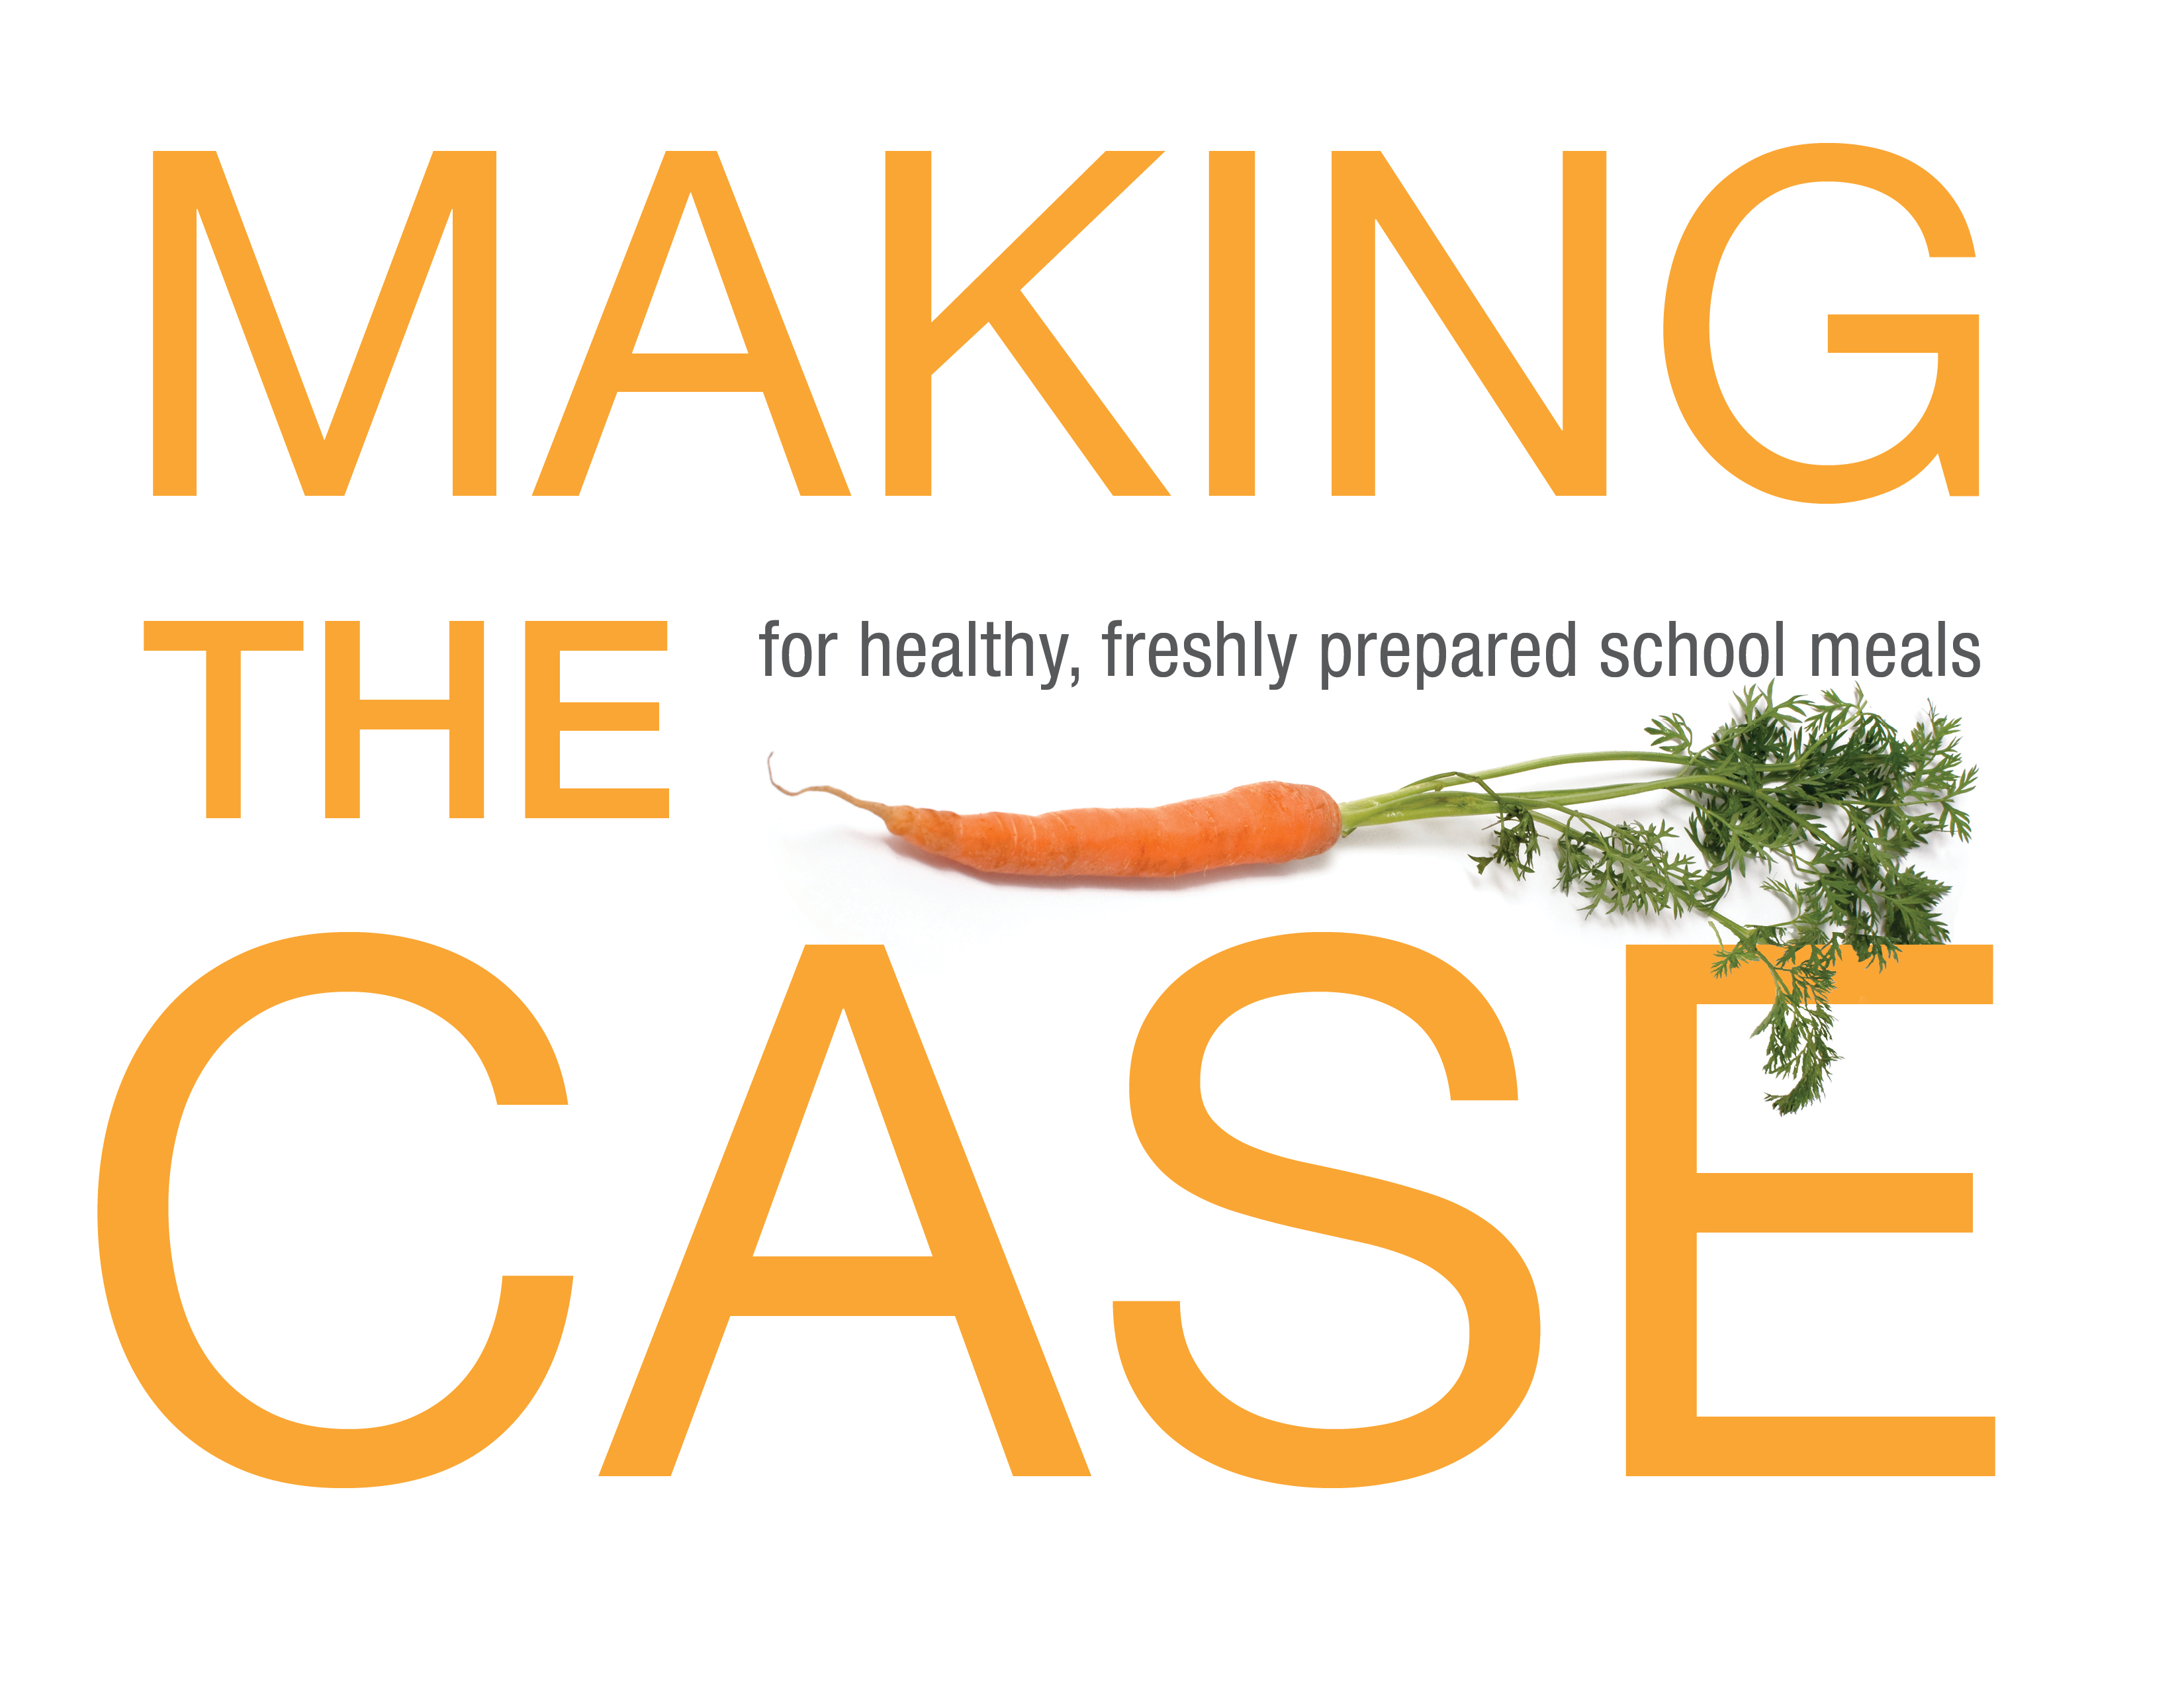 MAKING
THE
for healthy, freshly prepared school meals
CASE